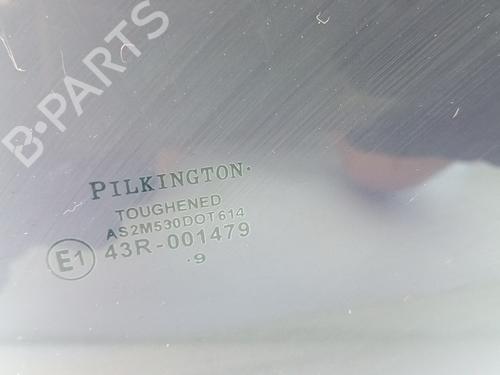 B-PARTS
PILKINGTON.
TOUGHENED
AS2M530DOT614
E1 43R-001479
.9